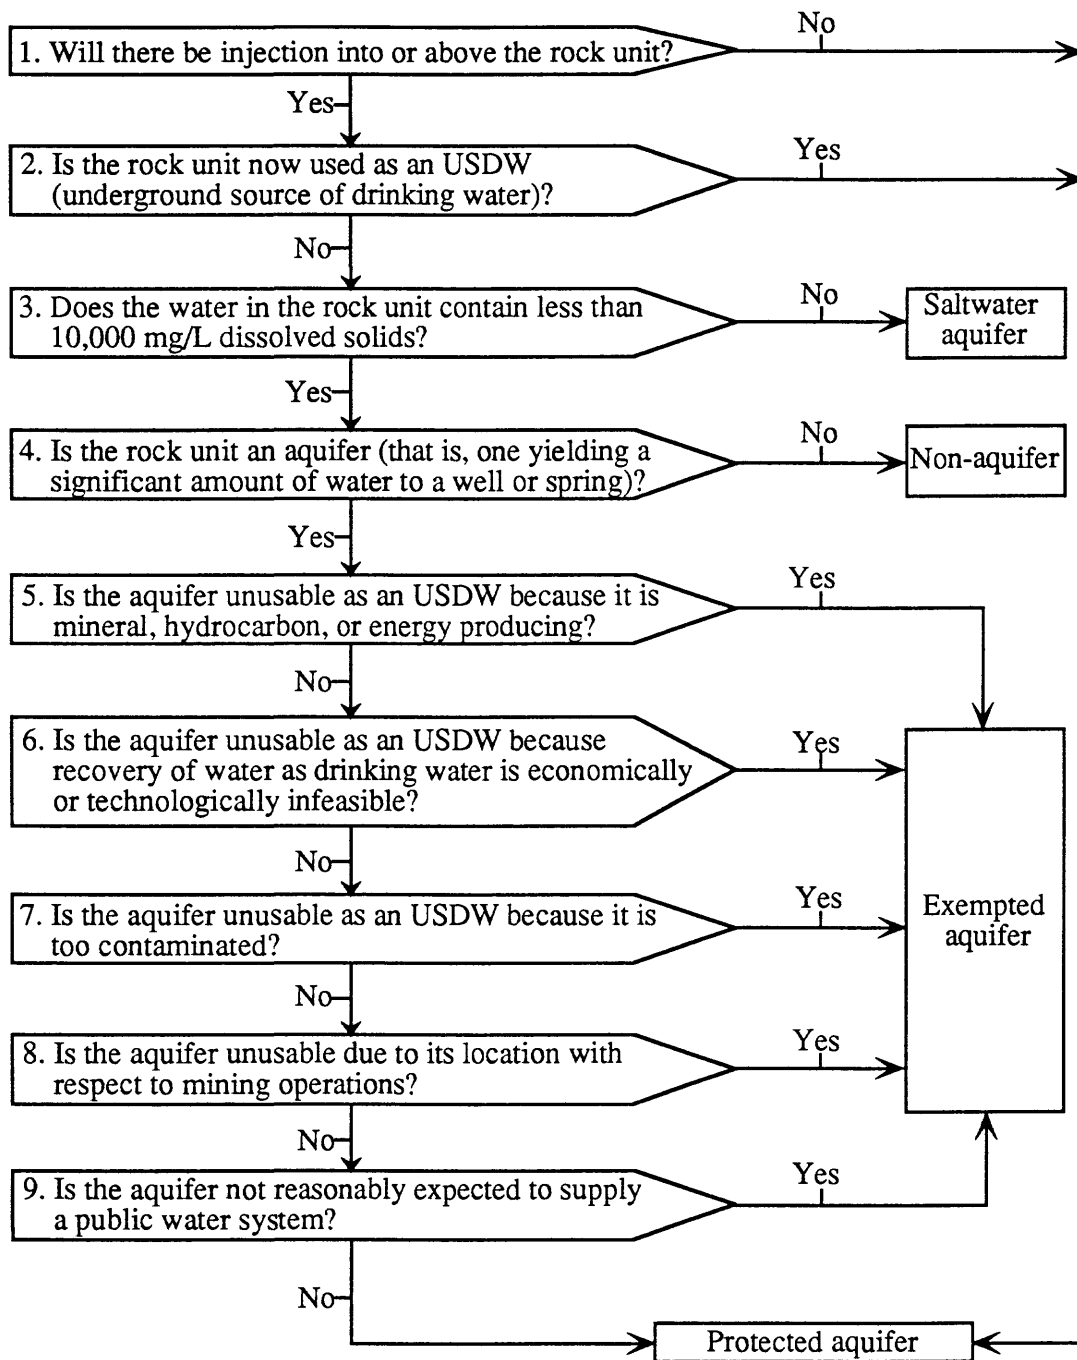 No
1. Will there be injection into or above the rock unit?
Yes
2. Is the rock unit now used as an USDW
(underground source of drinking water)?
Yes
No
3. Does the water in the rock unit contain less than
10,000 mg/L dissolved solids?
No
Saltwater
aquifer
Yes
4. Is the rock unit an aquifer (that is, one yielding a
significant amount of water to a well or spring)?
No
Non-aquifer
Yes
5. Is the aquifer unusable as an USDW because it is
mineral, hydrocarbon, or energy producing?
Yes
No
6. Is the aquifer unusable as an USDW because
recovery of water as drinking water is economically
or technologically infeasible?
Yes
No
7. Is the aquifer unusable as an USDW because it is
too contaminated?
Yes
Exempted
aquifer
No
8. Is the aquifer unusable due to its location with
respect to mining operations?
Yes
No
9. Is the aquifer not reasonably expected to supply
a public water system?
Yes
No
Protected aquifer